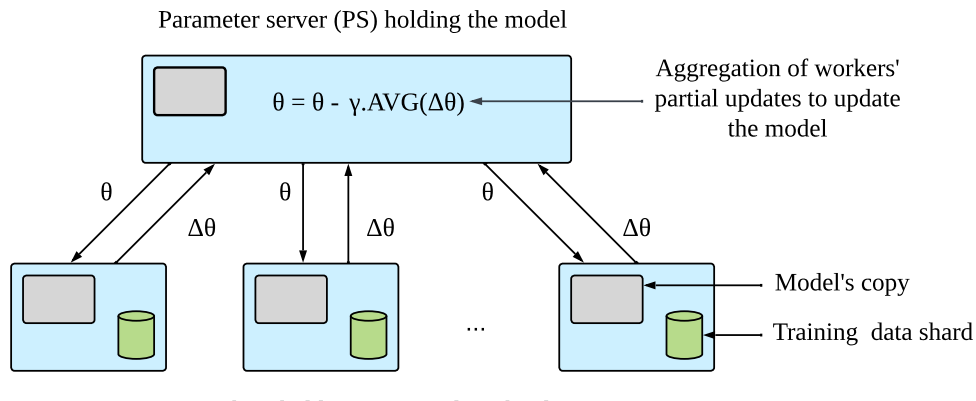 Parameter server (PS) holding the model
θ = θ - γ.AVG(Δθ)
Aggregation of workers'
partial updates to update
the model
θ
Δθ
θ
Δθ
θ
Δθ
...
Model's copy
Training data shard